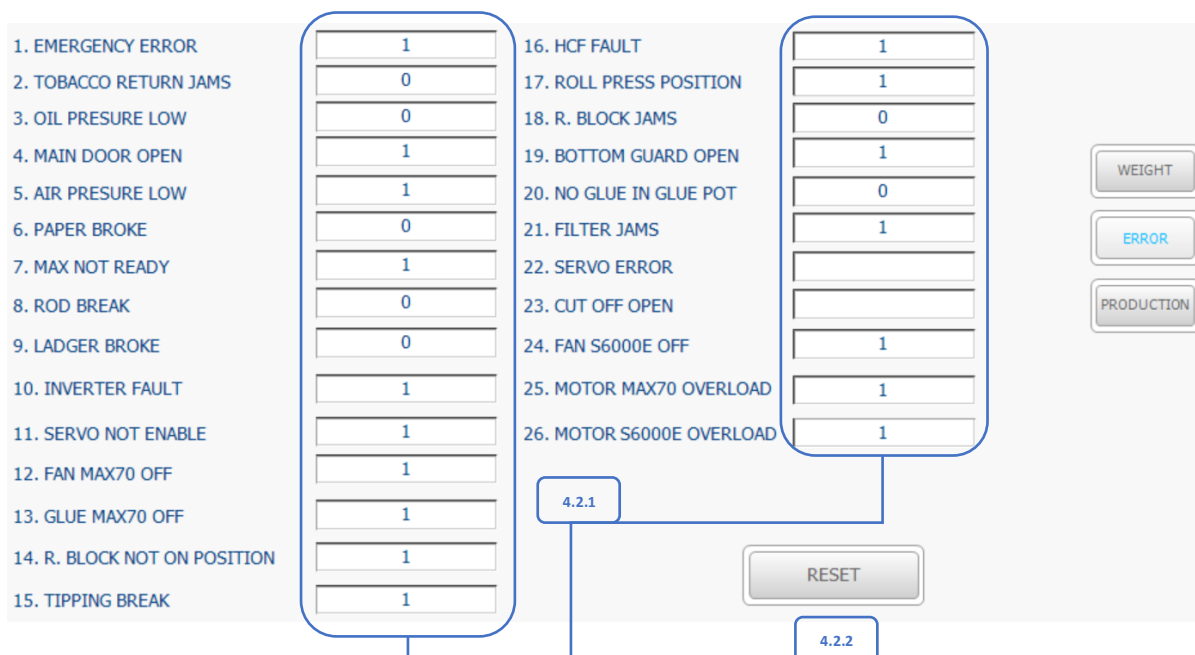 1. EMERGENCY ERROR 1
2. TOBACCO RETURN JAMS 0
3. OIL PRESURE LOW 0
4. MAIN DOOR OPEN 1
5. AIR PRESURE LOW 1
6. PAPER BROKE 0
7. MAX NOT READY 1
8. ROD BREAK 0
9. LADGER BROKE 0
10. INVERTER FAULT 1
11. SERVO NOT ENABLE 1
12. FAN MAX70 OFF 1
13. GLUE MAX70 OFF 1
14. R. BLOCK NOT ON POSITION 1
15. TIPPING BREAK 1
16. HCF FAULT 1
17. ROLL PRESS POSITION 1
18. R. BLOCK JAMS 0
19. BOTTOM GUARD OPEN 1
20. NO GLUE IN GLUE POT 0
21. FILTER JAMS 1
22. SERVO ERROR
23. CUT OFF OPEN
24. FAN S6000E OFF 1
25. MOTOR MAX70 OVERLOAD 1
26. MOTOR S6000E OVERLOAD 1
WEIGHT
ERROR
PRODUCTION
4.2.1
RESET
4.2.2